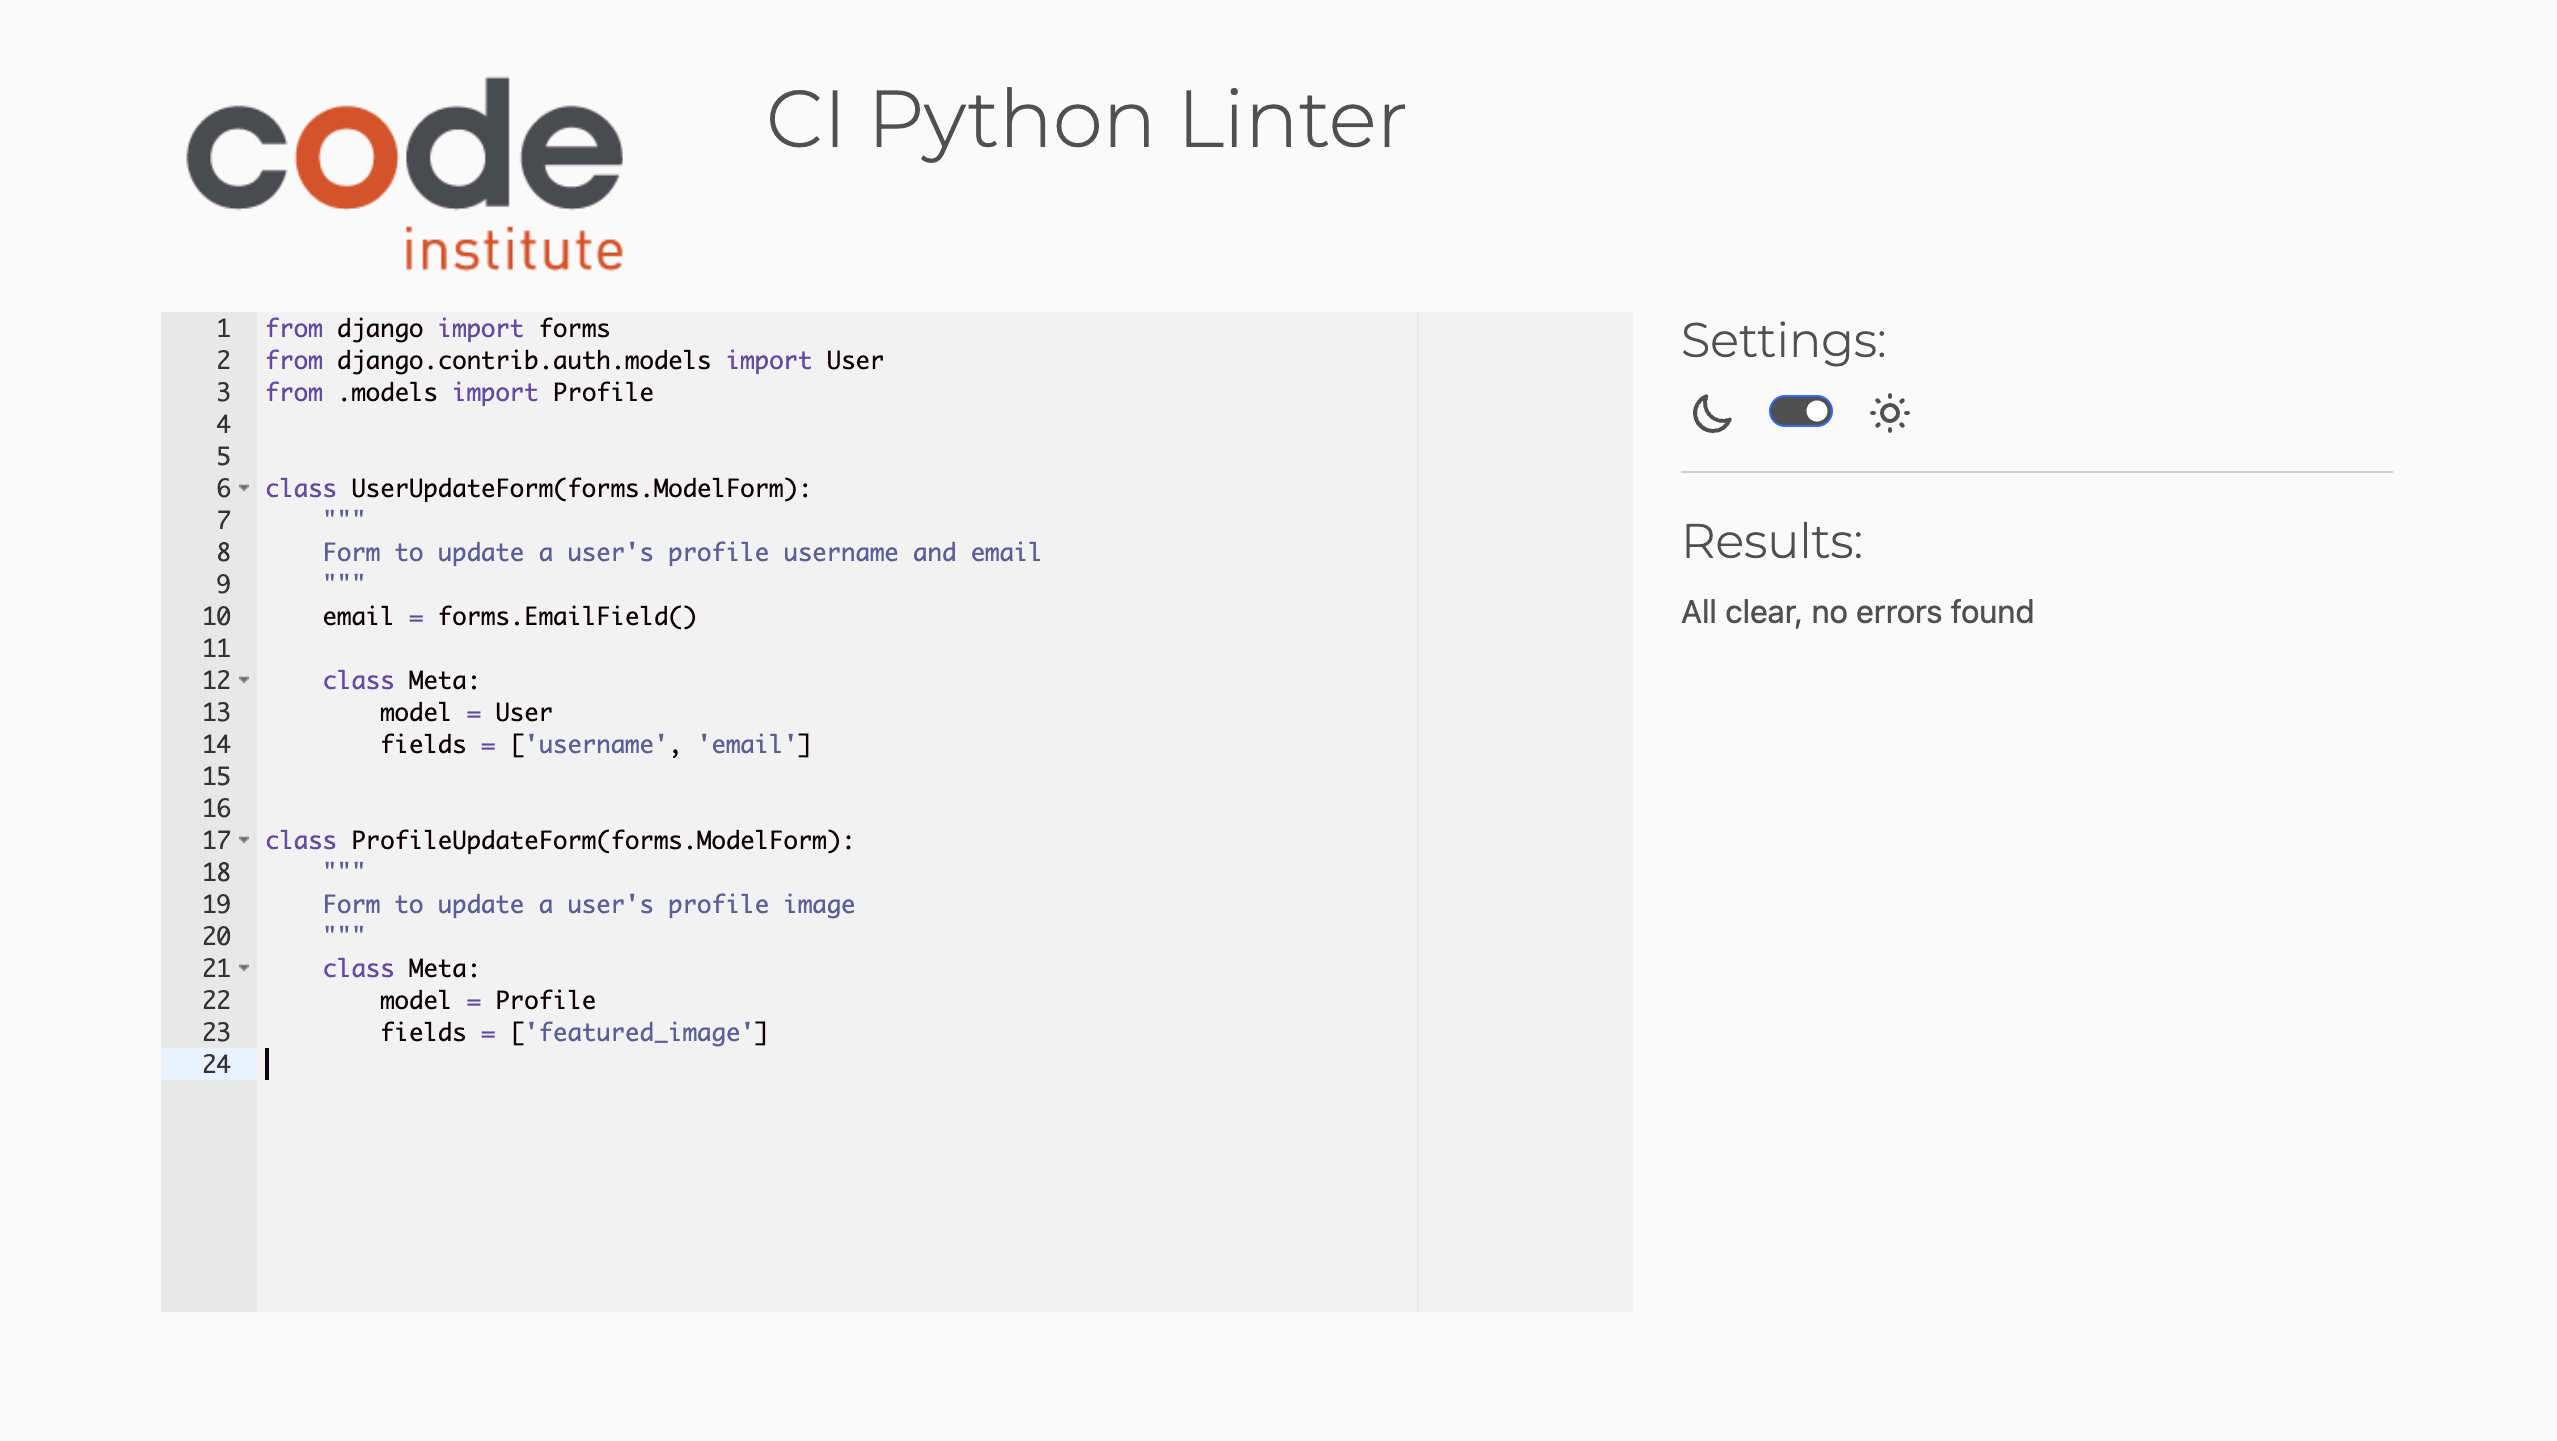 code
institute
CI Python Linter
1 from django import forms
2 from django.contrib.auth.models import User
3 from .models import Profile
4
5
6 class UserUpdateForm(forms.ModelForm):
7     """
8     Form to update a user's profile username and email
9     """
10     email = forms.EmailField()
11
12     class Meta:
13         model = User
14         fields = ['username', 'email']
15
16
17 class ProfileUpdateForm(forms.ModelForm):
18     """
19     Form to update a user's profile image
20     """
21     class Meta:
22         model = Profile
23         fields = ['featured_image']
24
Settings:
Results:
All clear, no errors found